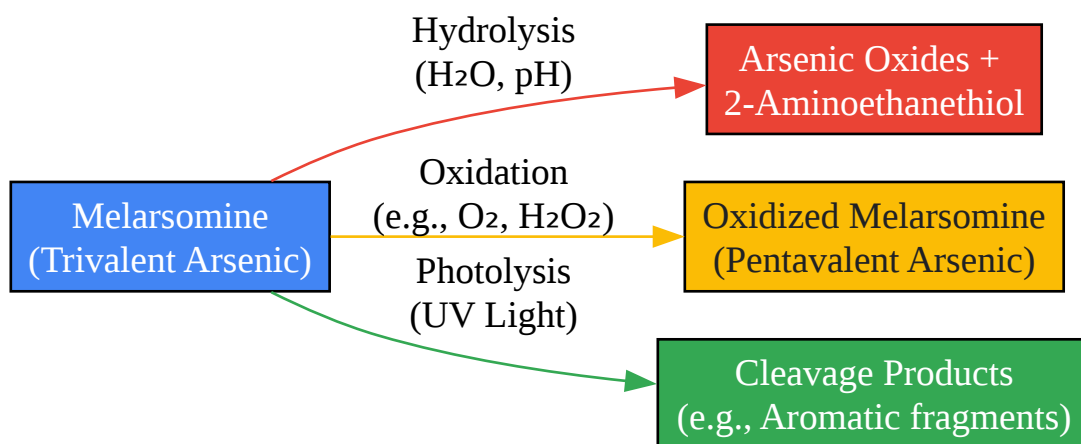 Hydrolysis
(H₂O, pH)
Arsenic Oxides +
2-Aminoethanethiol
Melarsomine
(Trivalent Arsenic)
Oxidation
(e.g., O₂, H₂O₂)
Oxidized Melarsomine
(Pentavalent Arsenic)
Photolysis
(UV Light)
Cleavage Products
(e.g., Aromatic fragments)